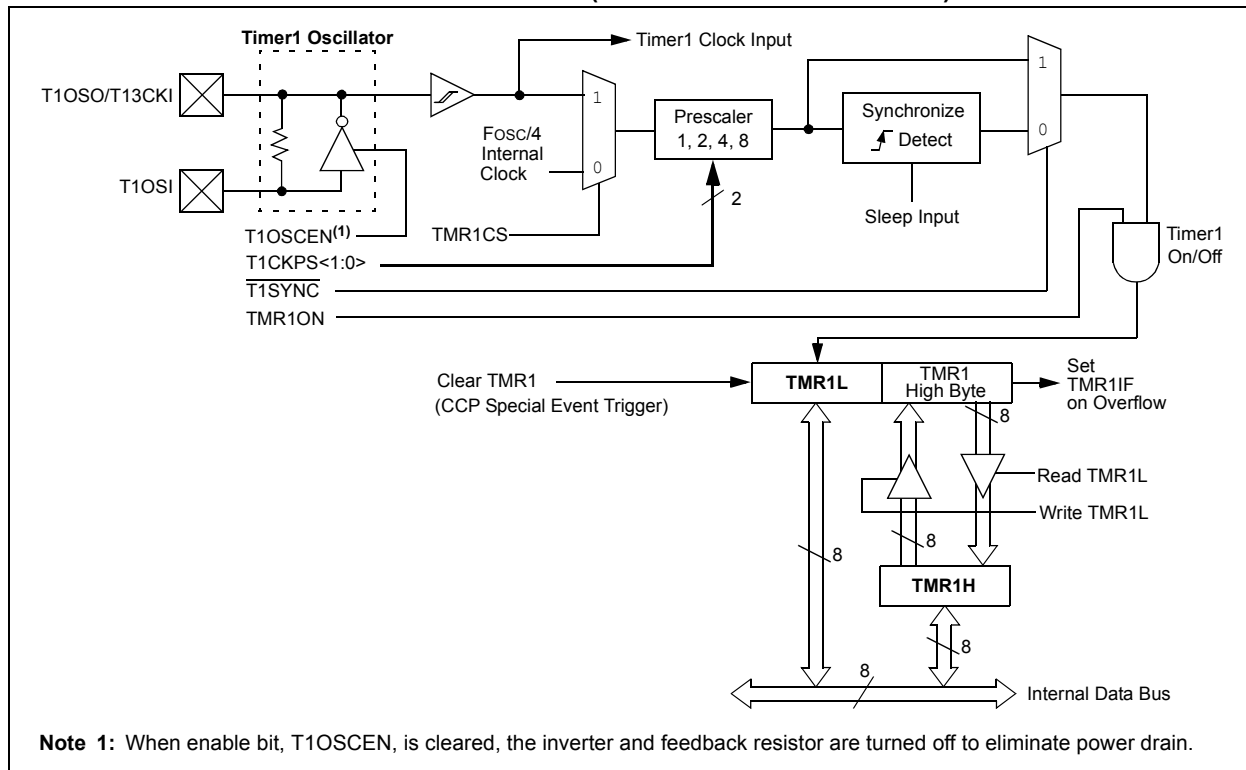 Timer1 Oscillator
Timer1 Clock Input
T1OSO/T13CKI
1
1
FOSC/4
Internal
Clock
0
Prescaler
1, 2, 4, 8
Synchronize
Detect
0
T1OSI
2
Sleep Input
T1OSCEN(1)
TMR1CS
Timer1
On/Off
T1CKPS<1:0>
T1SYNC
TMR1ON
Clear TMR1
(CCP Special Event Trigger)
TMR1L
TMR1
High Byte
Set
TMR1IF
on Overflow
8
Read TMR1L
Write TMR1L
8
8
TMR1H
8
8
Internal Data Bus
Note 1: When enable bit, T1OSCEN, is cleared, the inverter and feedback resistor are turned off to eliminate power drain.